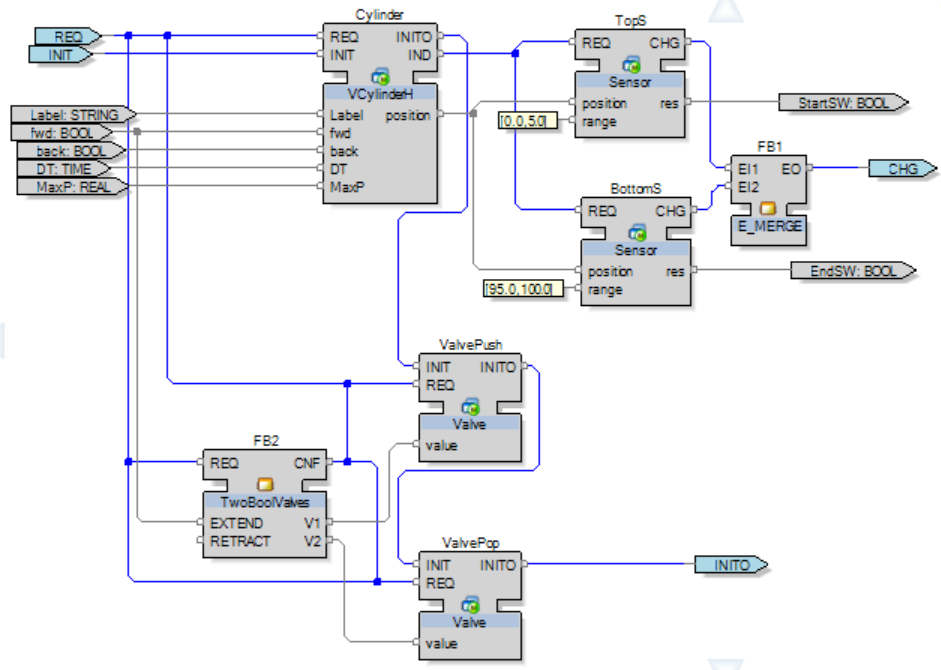 Cylinder
REQ
INIT
REQ INITO
INIT IND
VCylinderH
Label: STRING
fwd: BOOL
back: BOOL
DT: TIME
MaxP: REAL
Label position
fwd
back
DT
MaxP
TopS
REQ CHG
Sensor
position res
range
[0.0,5.0]
StartSW: BOOL
FB1
EI1 EO
EI2
E_MERGE
CHG
BottomS
REQ CHG
Sensor
position res
range
[95.0,100.0]
EndSW: BOOL
ValvePush
INIT INITO
REQ
Valve
value
FB2
REQ CNF
TwoBoolValves
EXTEND V1
RETRACT V2
ValvePop
INIT INITO
REQ
Valve
value
INITO